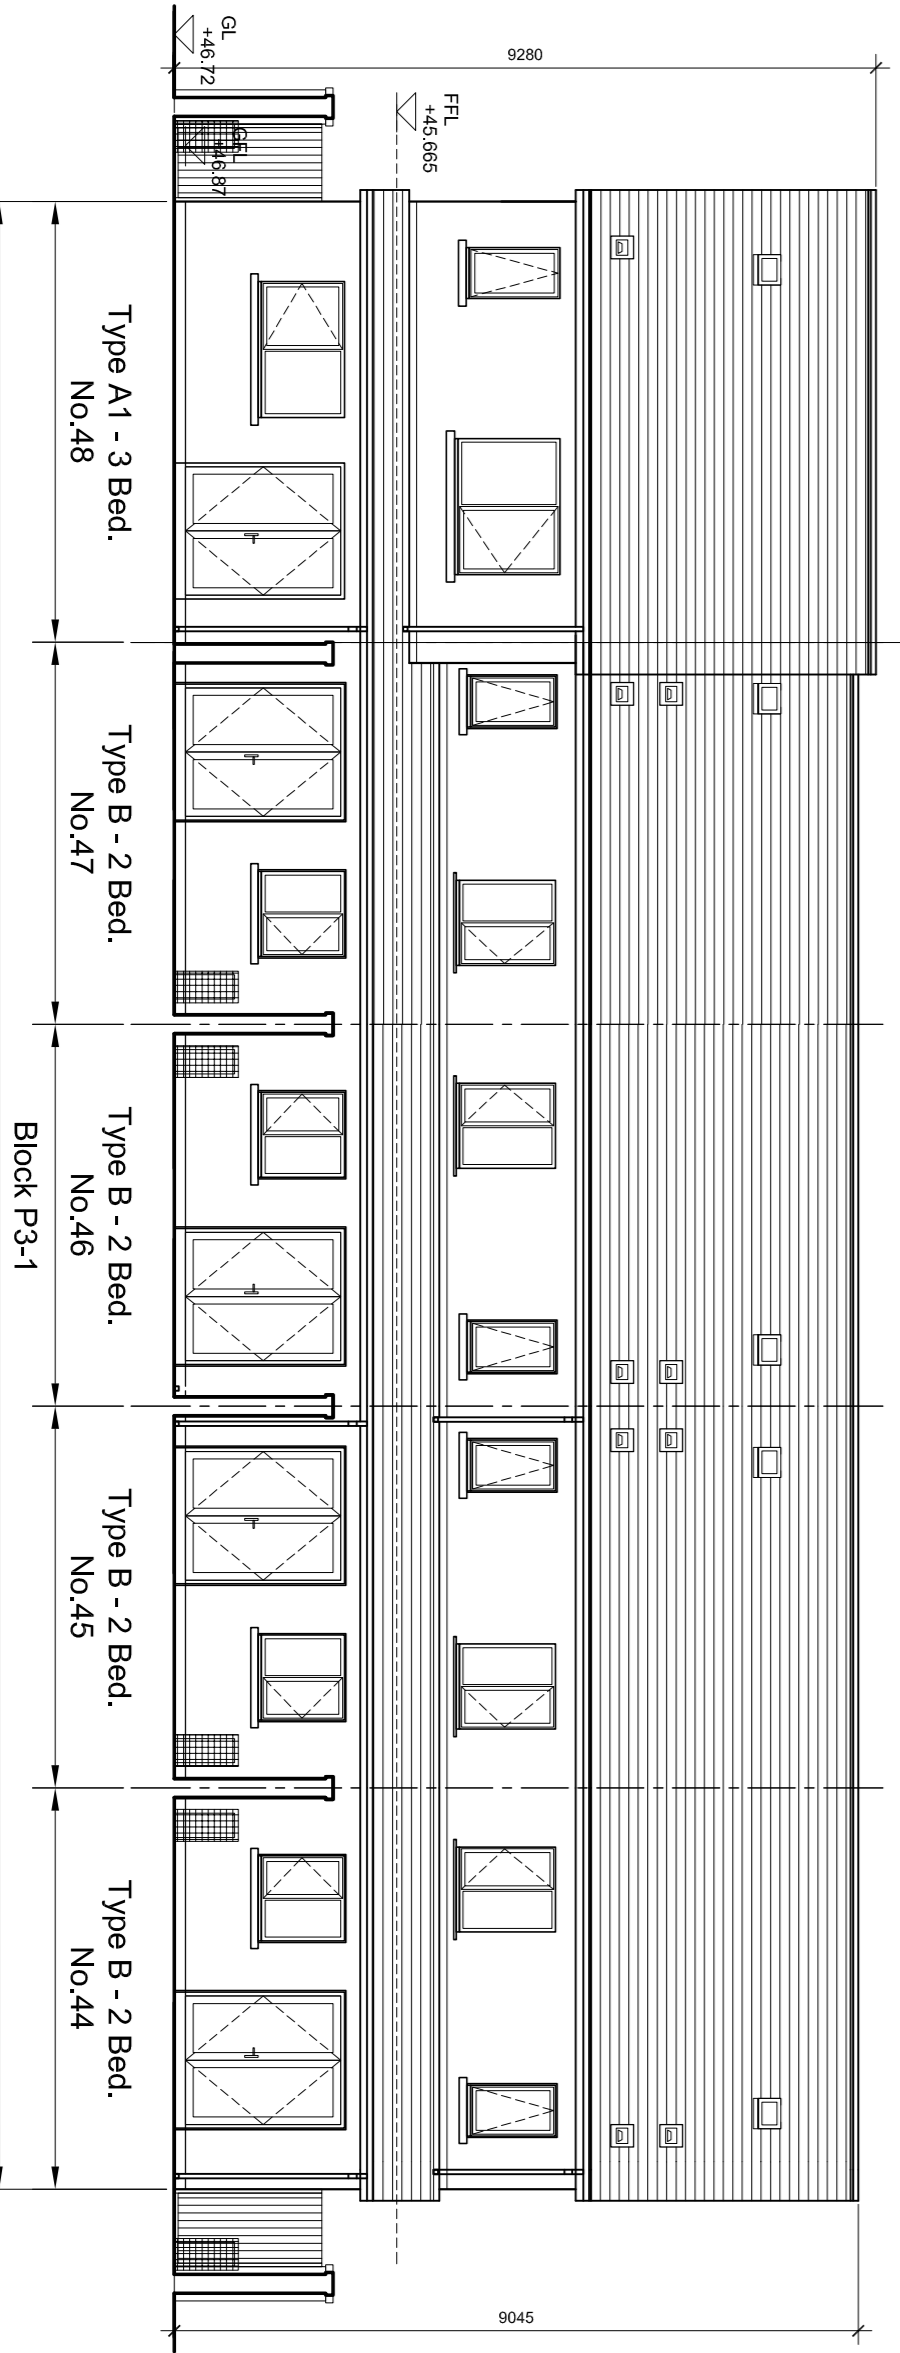 GL
+46.72
9280
FFL
+45.665
GFL
+46.87
Type A1 - 3 Bed.
No.48
Type B - 2 Bed.
No.47
Type B - 2 Bed.
No.46
Type B - 2 Bed.
No.45
Type B - 2 Bed.
No.44
Block P3-1
9045